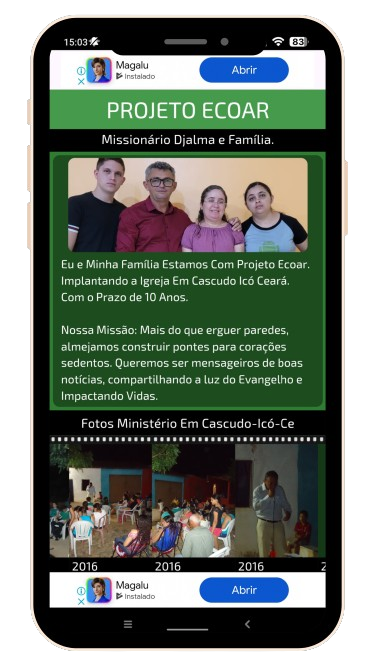 15:03
83
Magalu
Instalado
Abrir
PROJETO ECOAR
Missionário Djalma e Família.
Eu e Minha Família Estamos Com Projeto Ecoar.
Implantando a Igreja Em Cascudo Icó Ceará.
Com o Prazo de 10 Anos.
Nossa Missão: Mais do que erguer paredes,
almejamos construir pontes para corações
sedentos. Queremos ser mensageiros de boas
notícias, compartilhando a luz do Evangelho e
Impactando Vidas.
Fotos Ministério Em Cascudo-Icó-Ce
2016 2016 2016 2
Magalu
Instalado
Abrir